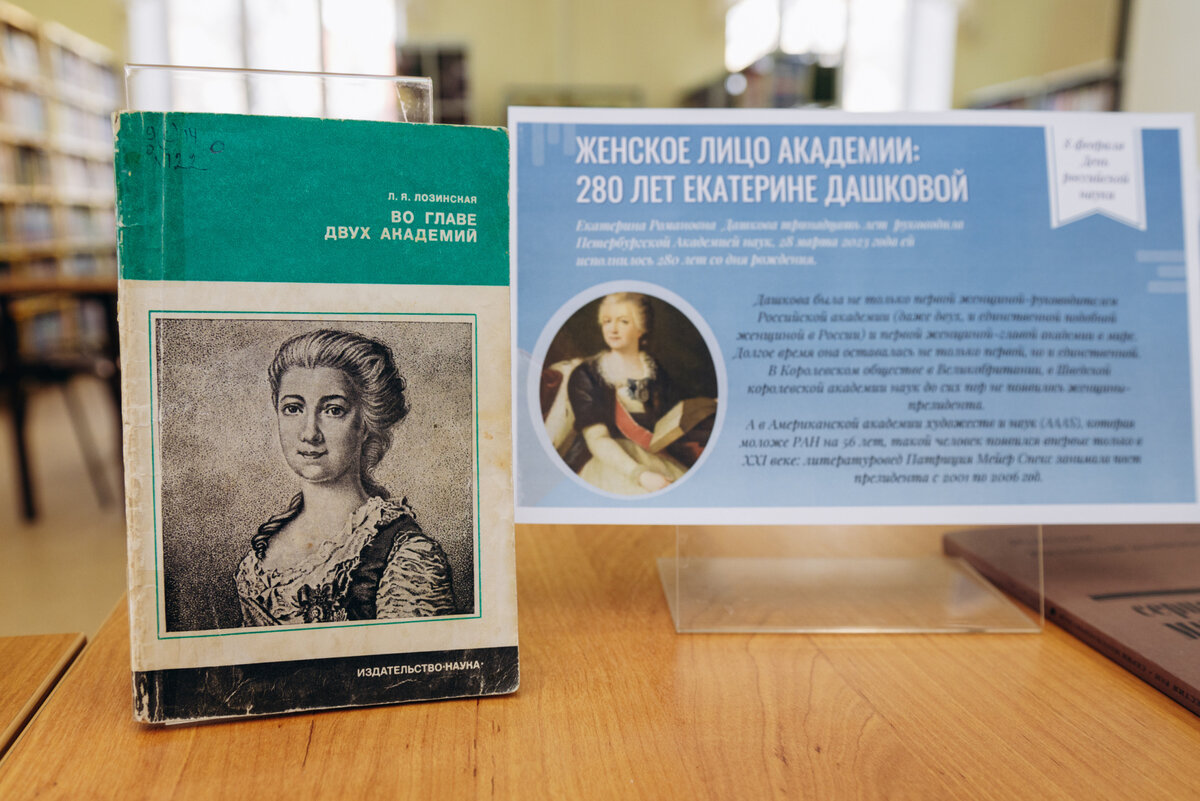 Л. Я. ЛОЗИНСКАЯ
ВО ГЛАВЕ
ДВУХ АКАДЕМИЙ
ИЗДАТЕЛЬСТВО·НАУКА·
ЖЕНСКОЕ ЛИЦО АКАДЕМИИ:
280 ЛЕТ ЕКАТЕРИНЕ ДАШКОВОЙ
8 февраля
День
российской
науки
Екатерина Романовна Дашкова тринадцать лет руководила
Петербургской Академией наук. 28 марта 2023 года ей
исполнилось 280 лет со дня рождения.
Дашкова была не только первой женщиной-руководителем
Российской академии (даже двух, и единственной подобной
женщиной в России) и первой женщиной-главой академии в мире.
Долгое время она оставалась не только первой, но и единственной.
В Королевском обществе в Великобритании, в Шведской
королевской академии наук до сих пор не появилось женщины-
президента.
А в Американской академии художеств и наук (AAAS), которая
моложе РАН на 56 лет, такой человек появился впервые только в
XXI веке: литературовед Патриция Мейер Спекс занимала пост
президента с 2001 по 2006 год.